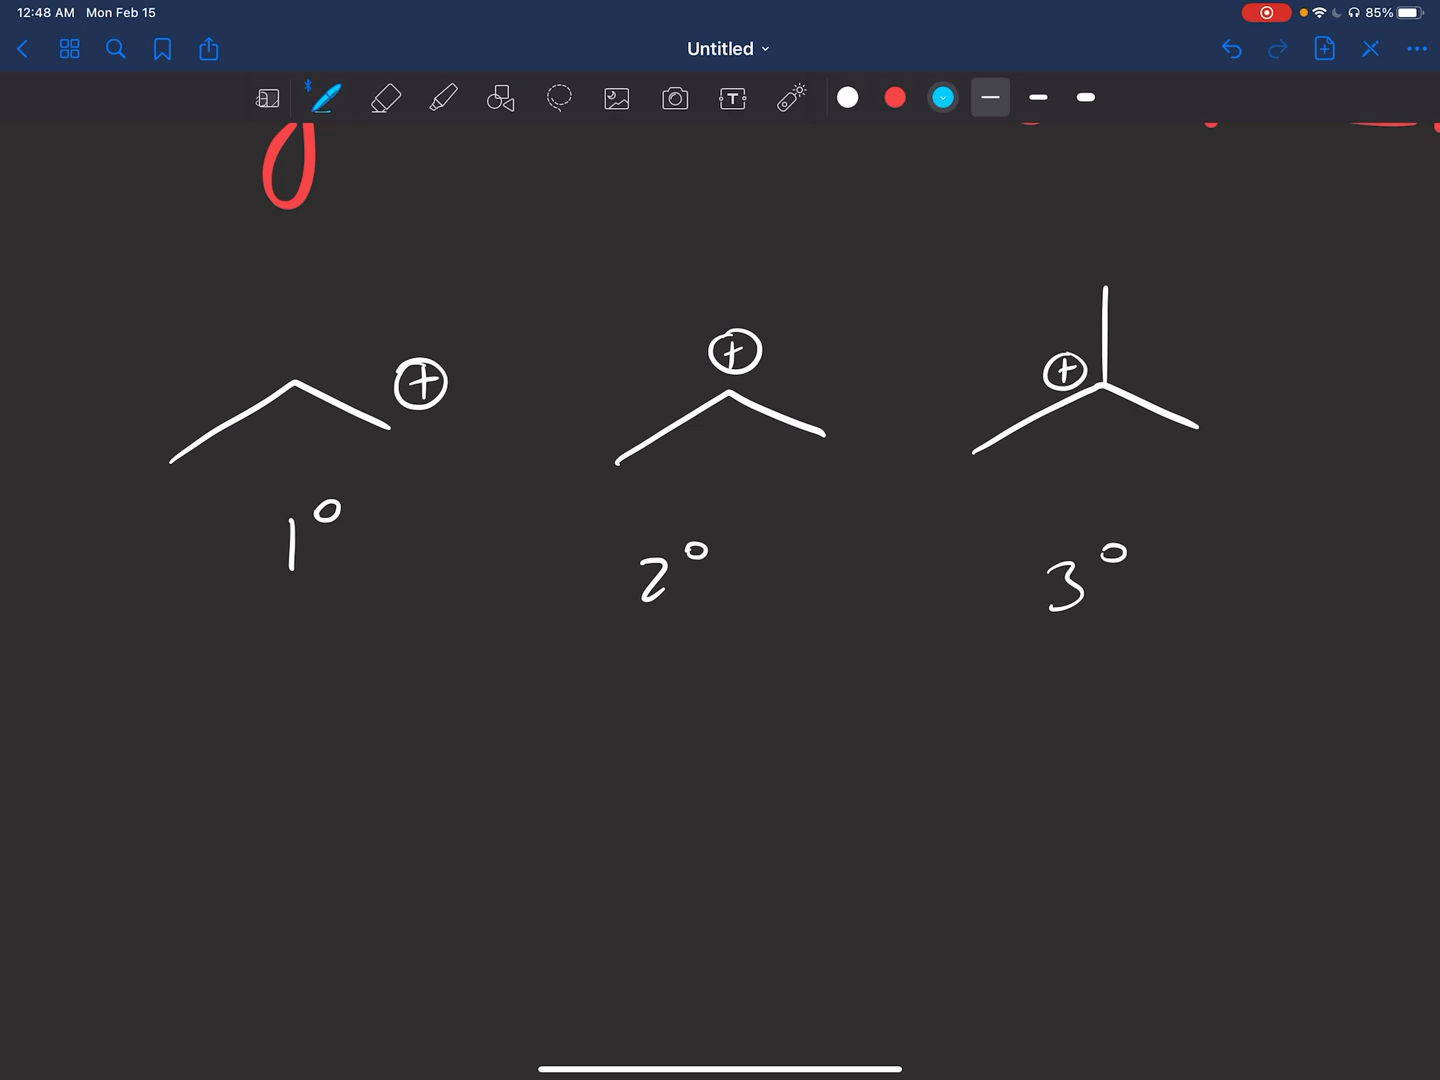 12:48 AM Mon Feb 15
85%
Untitled
T
+ + +
1° 2° 3°